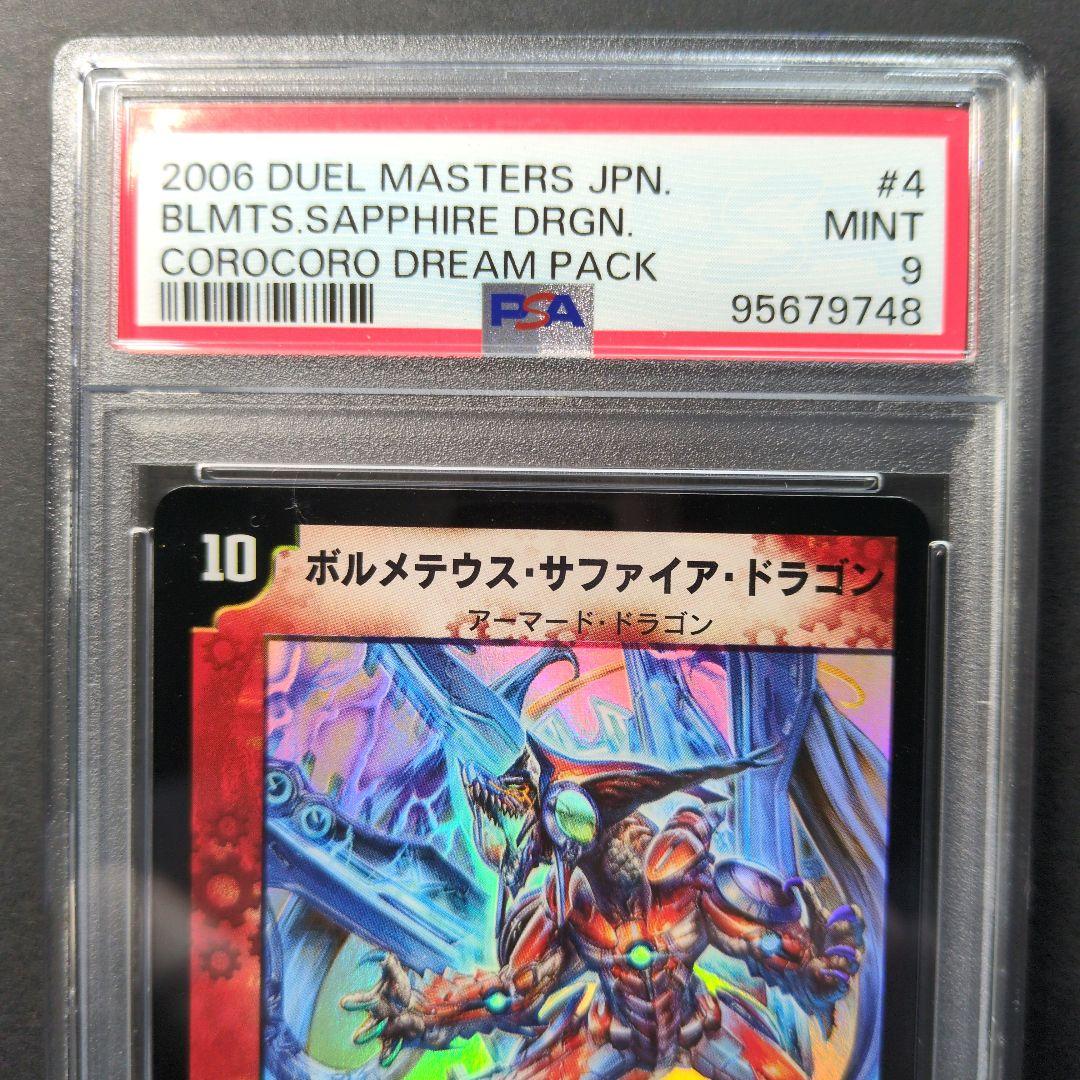 2006 DUEL MASTERS JPN. #4
BLMTS.SAPPHIRE DRGN. MINT
COROCORO DREAM PACK 9
PSA 95679748
10 ボルメテウス・サファイア・ドラゴン
アーマード・ドラゴン